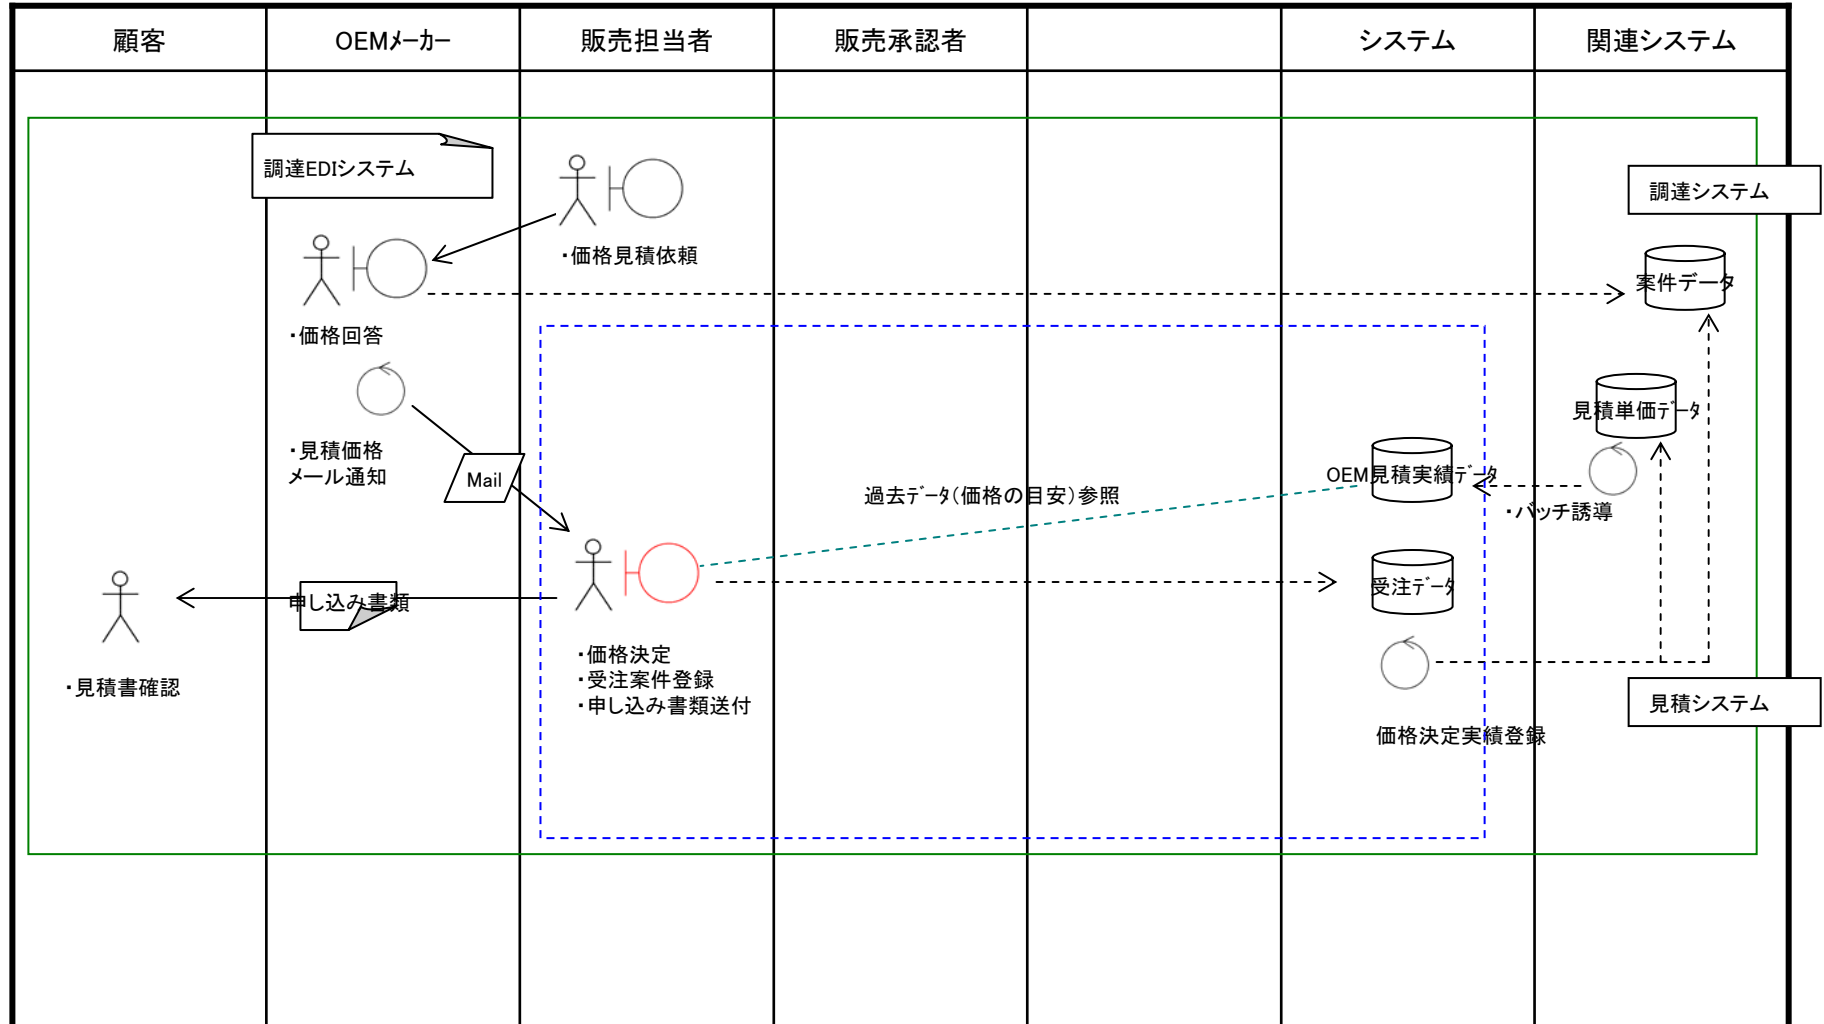 顧客
OEMメーカー
販売担当者
販売承認者
システム
関連システム
調達EDIシステム
調達システム
・価格見積依頼
案件データ
・価格回答
見積単価データ
・見積価格
メール通知
Mail
OEM見積実績データ
過去データ(価格の目安)参照
・バッチ誘導
受注データ
申し込み書類
・価格決定
・受注案件登録
・申し込み書類送付
・見積書確認
見積システム
価格決定実績登録